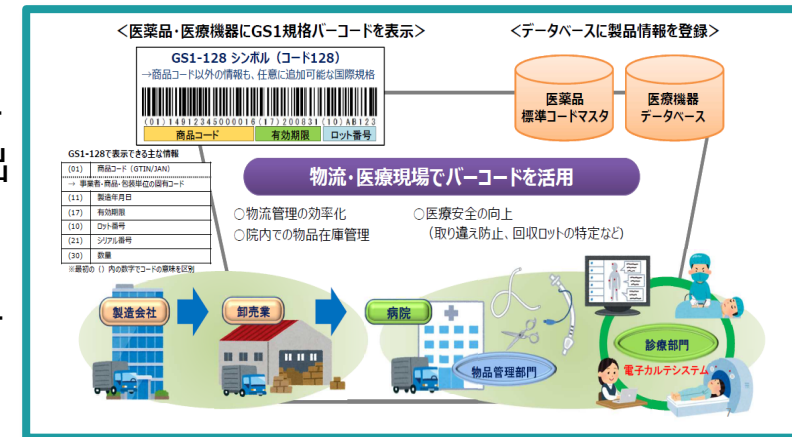 ＜医薬品・医療機器にGS1規格バーコードを表示＞
＜データベースに製品情報を登録＞
GS1-128 シンボル（コード128）
→商品コード以外の情報も、任意に追加可能な国際規格
(01)14912345000016(17)200831(10)AB123
商品コード
有効期限
ロット番号
医薬品
標準コードマスタ
医療機器
データベース
GS1-128で表示できる主な情報
(01) 商品コード（GTIN/JAN）
→ 事業者・商品・包装単位の固有コード
(11) 製造年月日
(17) 有効期限
(10) ロット番号
(21) シリアル番号
(30) 数量
※最初の（）内の数字でコードの意味を区別
物流・医療現場でバーコードを活用
○物流管理の効率化
○院内での物品在庫管理
○医療安全の向上
（取り違え防止、回収ロットの特定など）
製造会社
卸売業
病院
物品管理部門
診療部門
電子カルテシステム